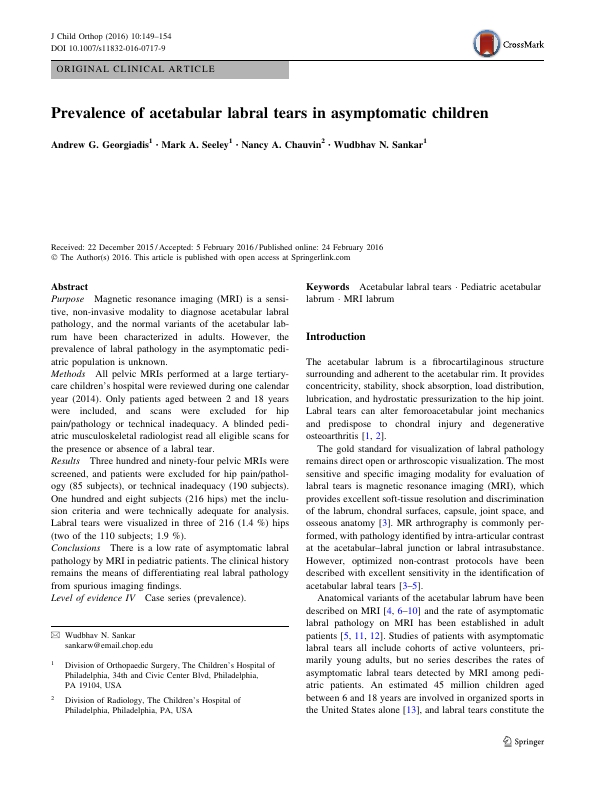 J Child Orthop (2016) 10:149–154
DOI 10.1007/s11832-016-0717-9
CrossMark
ORIGINAL CLINICAL ARTICLE
Prevalence of acetabular labral tears in asymptomatic children
Andrew G. Georgiadis1 · Mark A. Seeley1 · Nancy A. Chauvin2 · Wudbhav N. Sankar1
Received: 22 December 2015 / Accepted: 5 February 2016 / Published online: 24 February 2016
© The Author(s) 2016. This article is published with open access at Springerlink.com
Abstract
Purpose Magnetic resonance imaging (MRI) is a sensi-
tive, non-invasive modality to diagnose acetabular labral
pathology, and the normal variants of the acetabular lab-
rum have been characterized in adults. However, the
prevalence of labral pathology in the asymptomatic pedi-
atric population is unknown.
Methods All pelvic MRIs performed at a large tertiary-
care children's hospital were reviewed during one calendar
year (2014). Only patients aged between 2 and 18 years
were included, and scans were excluded for hip
pain/pathology or technical inadequacy. A blinded pedi-
atric musculoskeletal radiologist read all eligible scans for
the presence or absence of a labral tear.
Results Three hundred and ninety-four pelvic MRIs were
screened, and patients were excluded for hip pain/pathol-
ogy (85 subjects), or technical inadequacy (190 subjects).
One hundred and eight subjects (216 hips) met the inclu-
sion criteria and were technically adequate for analysis.
Labral tears were visualized in three of 216 (1.4 %) hips
(two of the 110 subjects; 1.9 %).
Conclusions There is a low rate of asymptomatic labral
pathology by MRI in pediatric patients. The clinical history
remains the means of differentiating real labral pathology
from spurious imaging findings.
Level of evidence IV Case series (prevalence).
Wudbhav N. Sankar
sankarw@email.chop.edu
1 Division of Orthopaedic Surgery, The Children's Hospital of
Philadelphia, 34th and Civic Center Blvd, Philadelphia,
PA 19104, USA
2 Division of Radiology, The Children's Hospital of
Philadelphia, Philadelphia, PA, USA
Keywords Acetabular labral tears · Pediatric acetabular
labrum · MRI labrum
Introduction
The acetabular labrum is a fibrocartilaginous structure
surrounding and adherent to the acetabular rim. It provides
concentricity, stability, shock absorption, load distribution,
lubrication, and hydrostatic pressurization to the hip joint.
Labral tears can alter femoroacetabular joint mechanics
and predispose to chondral injury and degenerative
osteoarthritis [1, 2].
The gold standard for visualization of labral pathology
remains direct open or arthroscopic visualization. The most
sensitive and specific imaging modality for evaluation of
labral tears is magnetic resonance imaging (MRI), which
provides excellent soft-tissue resolution and discrimination
of the labrum, chondral surfaces, capsule, joint space, and
osseous anatomy [3]. MR arthrography is commonly per-
formed, with pathology identified by intra-articular contrast
at the acetabular–labral junction or labral intrasubstance.
However, optimized non-contrast protocols have been
described with excellent sensitivity in the identification of
acetabular labral tears [3–5].
Anatomical variants of the acetabular labrum have been
described on MRI [4, 6–10] and the rate of asymptomatic
labral pathology on MRI has been established in adult
patients [5, 11, 12]. Studies of patients with asymptomatic
labral tears all include cohorts of active volunteers, pri-
marily young adults, but no series describes the rates of
asymptomatic labral tears detected by MRI among pedi-
atric patients. An estimated 45 million children aged
between 6 and 18 years are involved in organized sports in
the United States alone [13], and labral tears constitute the
Springer